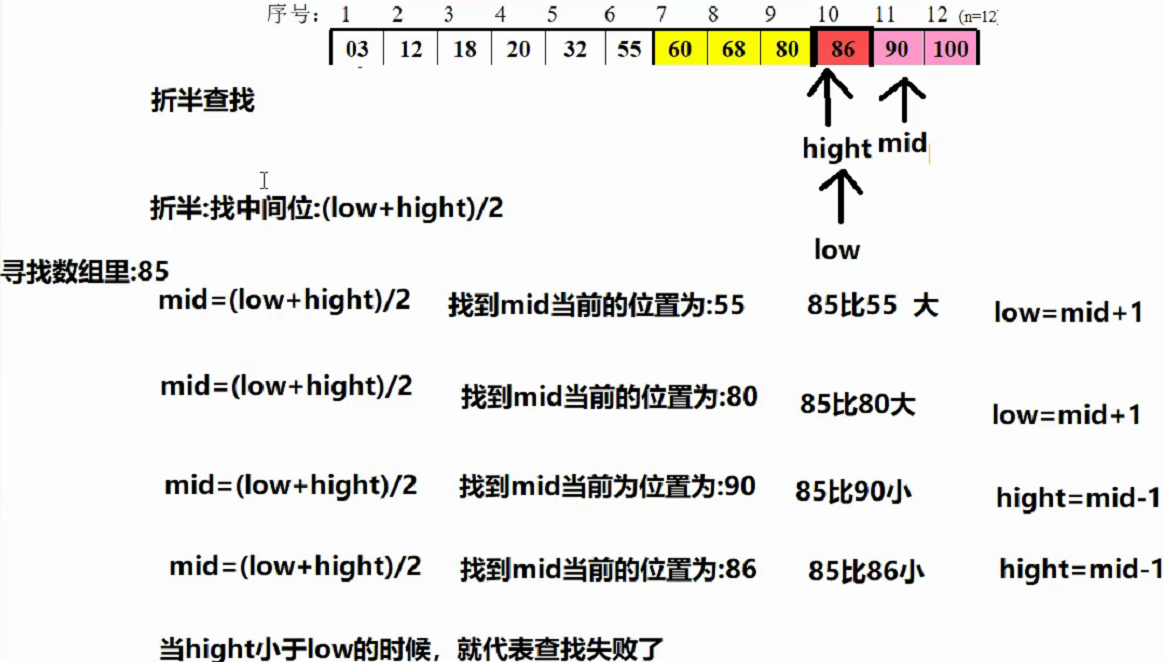 序号: 1 2 3 4 5 6 7 8 9 10 11 12 (n=12)
03 12 18 20 32 55 60 68 80 86 90 100
折半查找
hight mid
折半:找中间位:(low+hight)/2
low
寻找数组里:85
mid=(low+hight)/2 找到mid当前的位置为:55 85比55 大 low=mid+1
mid=(low+hight)/2 找到mid当前的位置为:80 85比80大 low=mid+1
mid=(low+hight)/2 找到mid当前为位置为:90 85比90小 hight=mid-1
mid=(low+hight)/2 找到mid当前的位置为:86 85比86小 hight=mid-1
当hight小于low的时候，就代表查找失败了